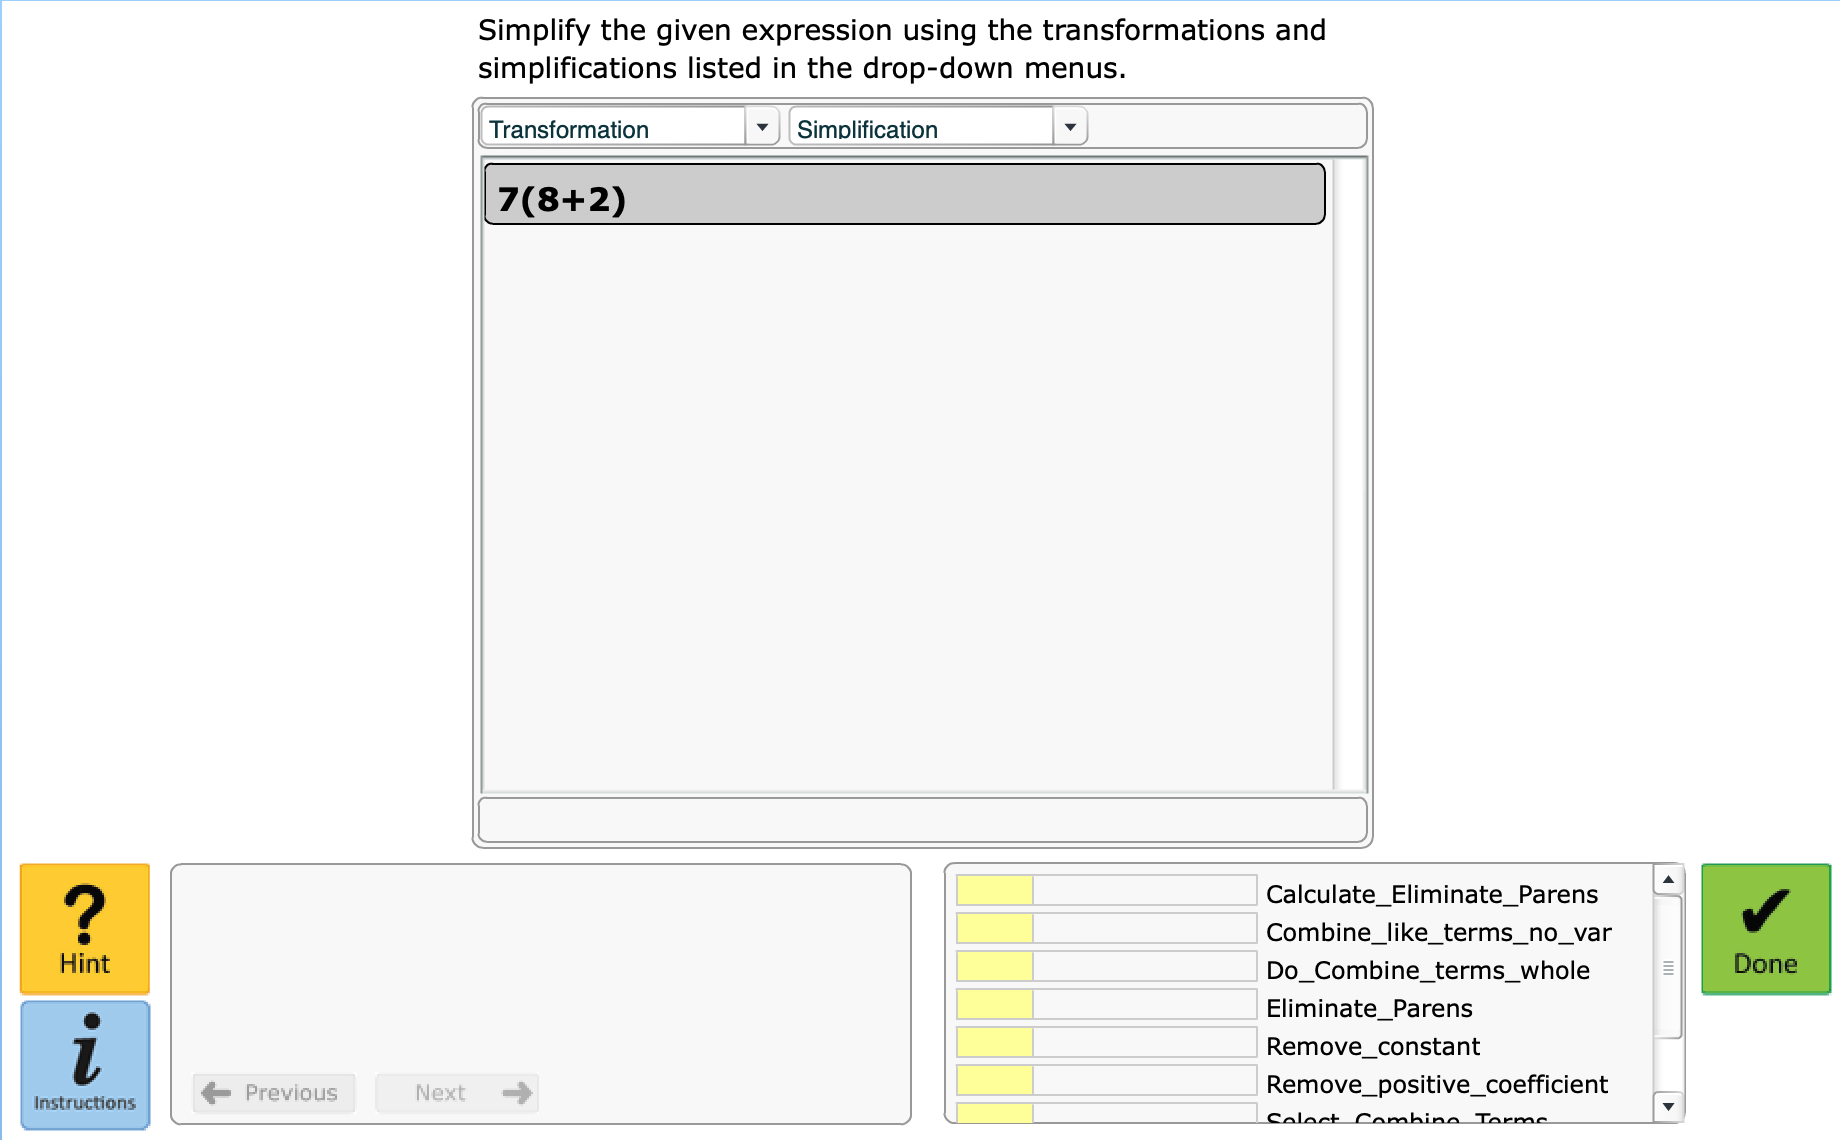 Simplify the given expression using the transformations and
simplifications listed in the drop-down menus.
Transformation
Simplification
7(8+2)
?
Hint
i
Instructions
Previous
Next
Calculate_Eliminate_Parens
Combine_like_terms_no_var
Do_Combine_terms_whole
Eliminate_Parens
Remove_constant
Remove_positive_coefficient
Select_Combine_Terms
Done